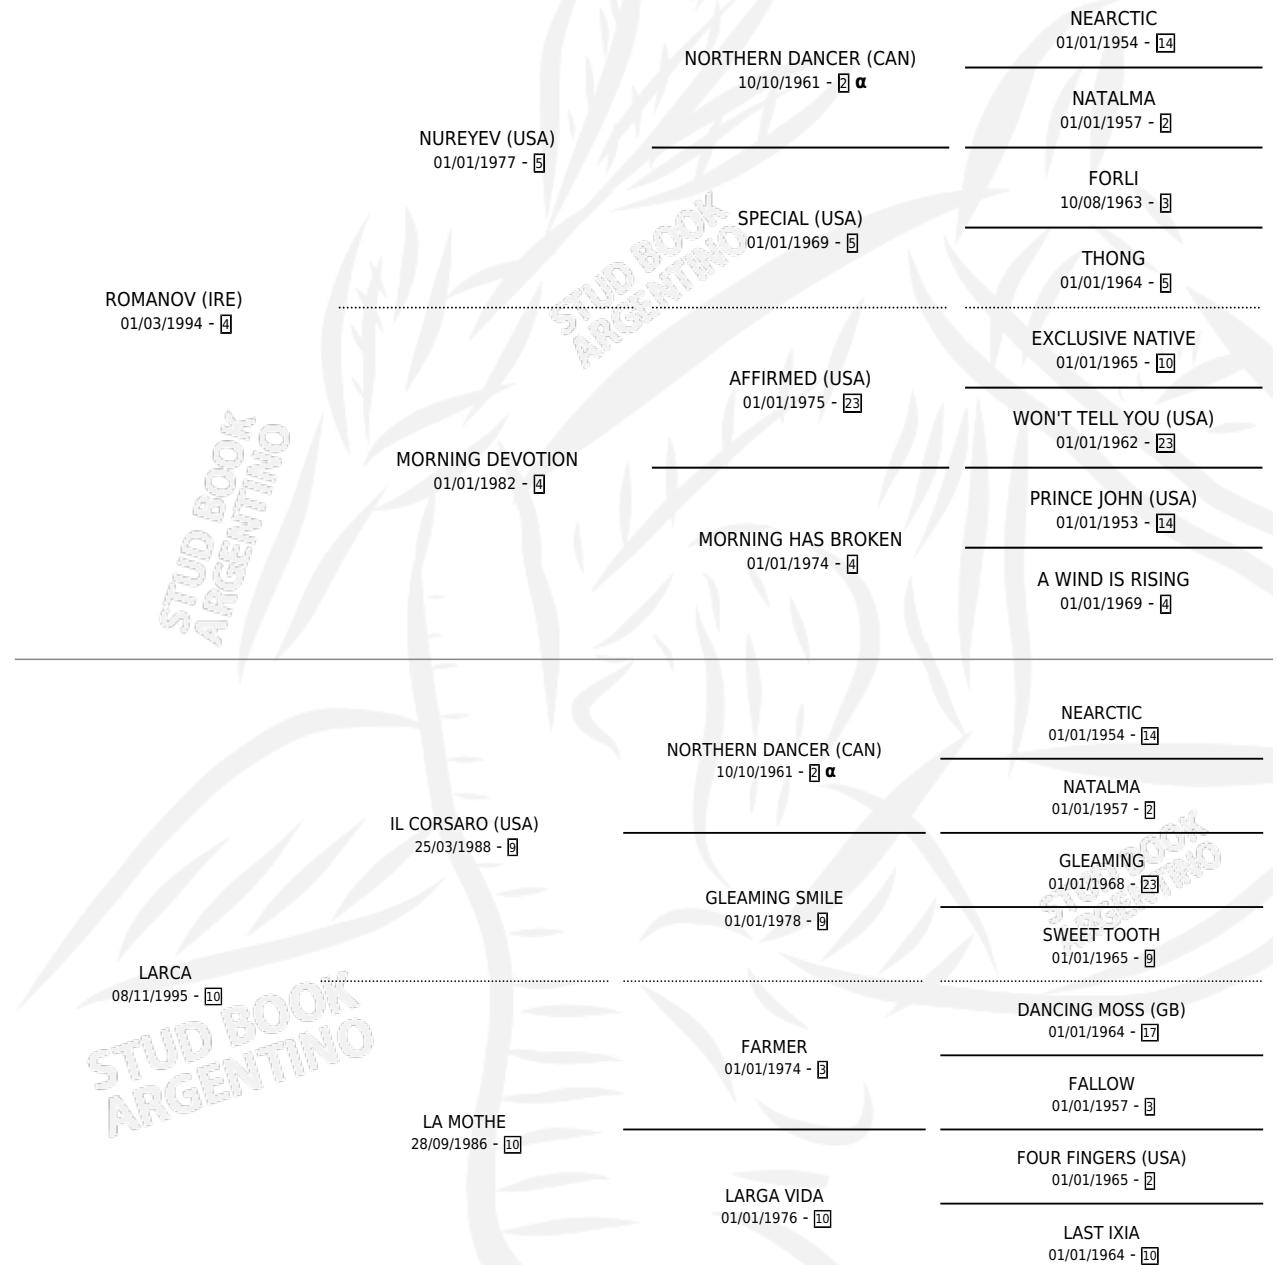 NEARCTIC
01/01/1954 - 14
NORTHERN DANCER (CAN)
10/10/1961 - 2 α
NATALMA
01/01/1957 - 2
NUREYEV (USA)
01/01/1977 - 5
FORLI
10/08/1963 - 3
SPECIAL (USA)
01/01/1969 - 5
THONG
01/01/1964 - 5
STUD BOOK
ARGENTINO
ROMANOV (IRE)
01/03/1994 - 4
EXCLUSIVE NATIVE
01/01/1965 - 10
AFFIRMED (USA)
01/01/1975 - 23
WON'T TELL YOU (USA)
01/01/1962 - 23
MORNING DEVOTION
01/01/1982 - 4
PRINCE JOHN (USA)
01/01/1953 - 14
MORNING HAS BROKEN
01/01/1974 - 4
A WIND IS RISING
01/01/1969 - 4
STUD BOOK
ARGENTINO
NEARCTIC
01/01/1954 - 14
NORTHERN DANCER (CAN)
10/10/1961 - 2 α
NATALMA
01/01/1957 - 2
IL CORSARO (USA)
25/03/1988 - 9
GLEAMING
01/01/1968 - 23
GLEAMING SMILE
01/01/1978 - 9
SWEET TOOTH
01/01/1965 - 9
STUD BOOK
ARGENTINO
LARCA
08/11/1995 - 10
DANCING MOSS (GB)
01/01/1964 - 17
FARMER
01/01/1974 - 3
FALLOW
01/01/1957 - 3
STUD BOOK
ARGENTINO
LA MOTHE
28/09/1986 - 10
FOUR FINGERS (USA)
01/01/1965 - 2
LARGA VIDA
01/01/1976 - 10
LAST IXIA
01/01/1964 - 10